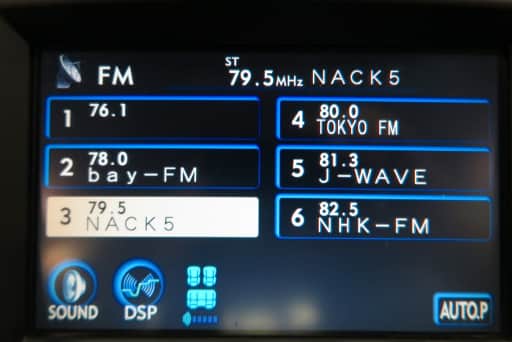 FM
ST
79.5MHz NACK5
1 76.1
2 78.0
bay-FM
3 79.5
NACK5
4 80.0
TOKYO FM
5 81.3
J-WAVE
6 82.5
NHK-FM
SOUND
DSP
AUTO.P